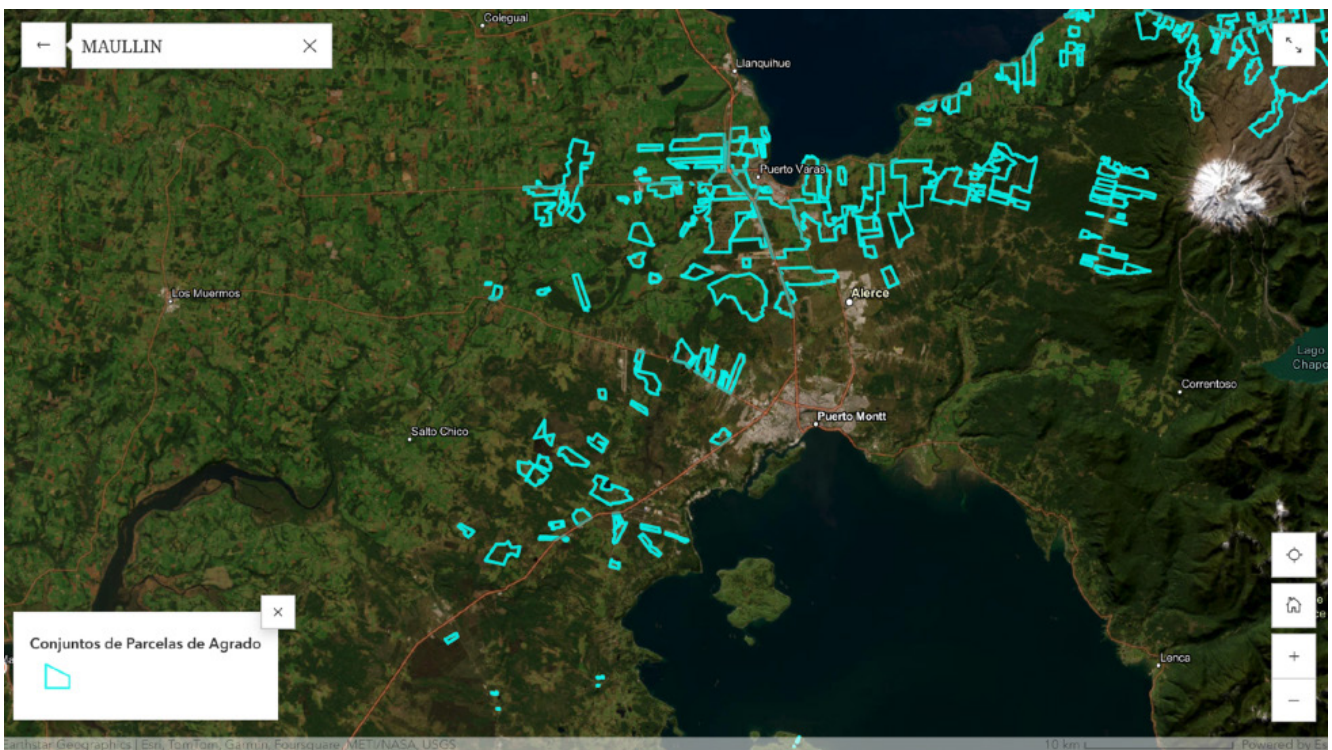 Colegual
MAULLIN
Llanquihue
Puerto Varas
Los Muermos
Alerce
Lago
Chapo
Correntoso
Puerto Montt
Salto Chico
Conjuntos de Parcelas de Agrado
Lenca
Earthstar Geographics | Esri, TomTom, Garmin, Foursquare, METI/NASA, USGS
10 km
Powered by Es